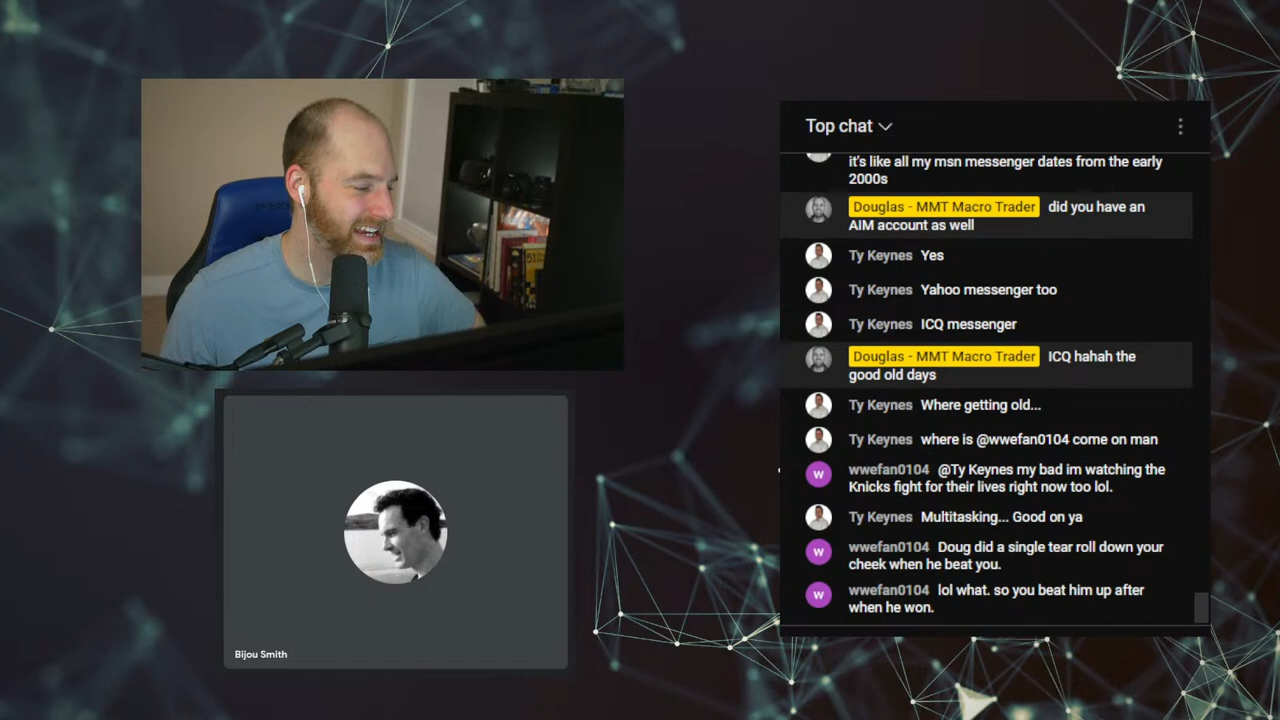 Top chat
it's like all my msn messenger dates from the early
2000s
Douglas - MMT Macro Trader did you have an
AIM account as well
Ty Keynes Yes
Ty Keynes Yahoo messenger too
Ty Keynes ICQ messenger
Douglas - MMT Macro Trader ICQ hahah the
good old days
Ty Keynes Where getting old...
Ty Keynes where is @wwefan0104 come on man
W wwefan0104 @Ty Keynes my bad im watching the
Knicks fight for their lives right now too lol.
Ty Keynes Multitasking... Good on ya
W wwefan0104 Doug did a single tear roll down your
cheek when he beat you.
W wwefan0104 lol what. so you beat him up after
when he won.
Bijou Smith